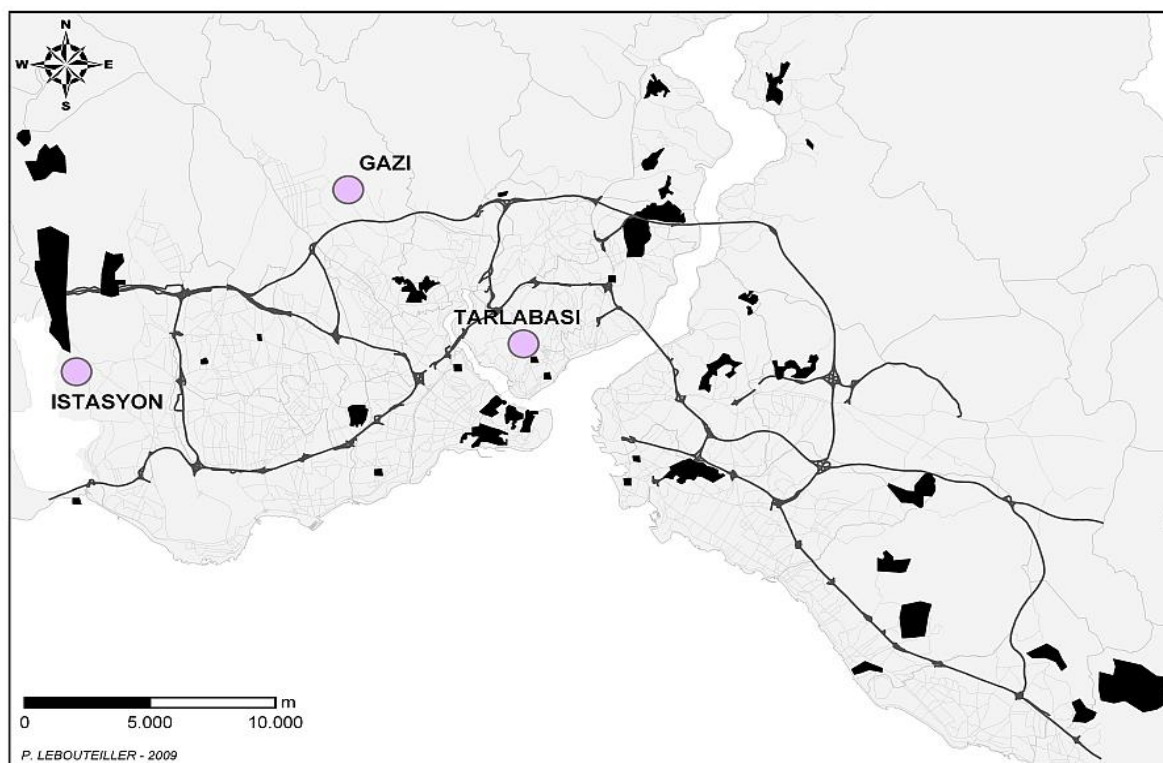 N
W E
S
GAZI
TARLABASI
ISTASYON
m
0 5.000 10.000
P. LEBOUTEILLER - 2009